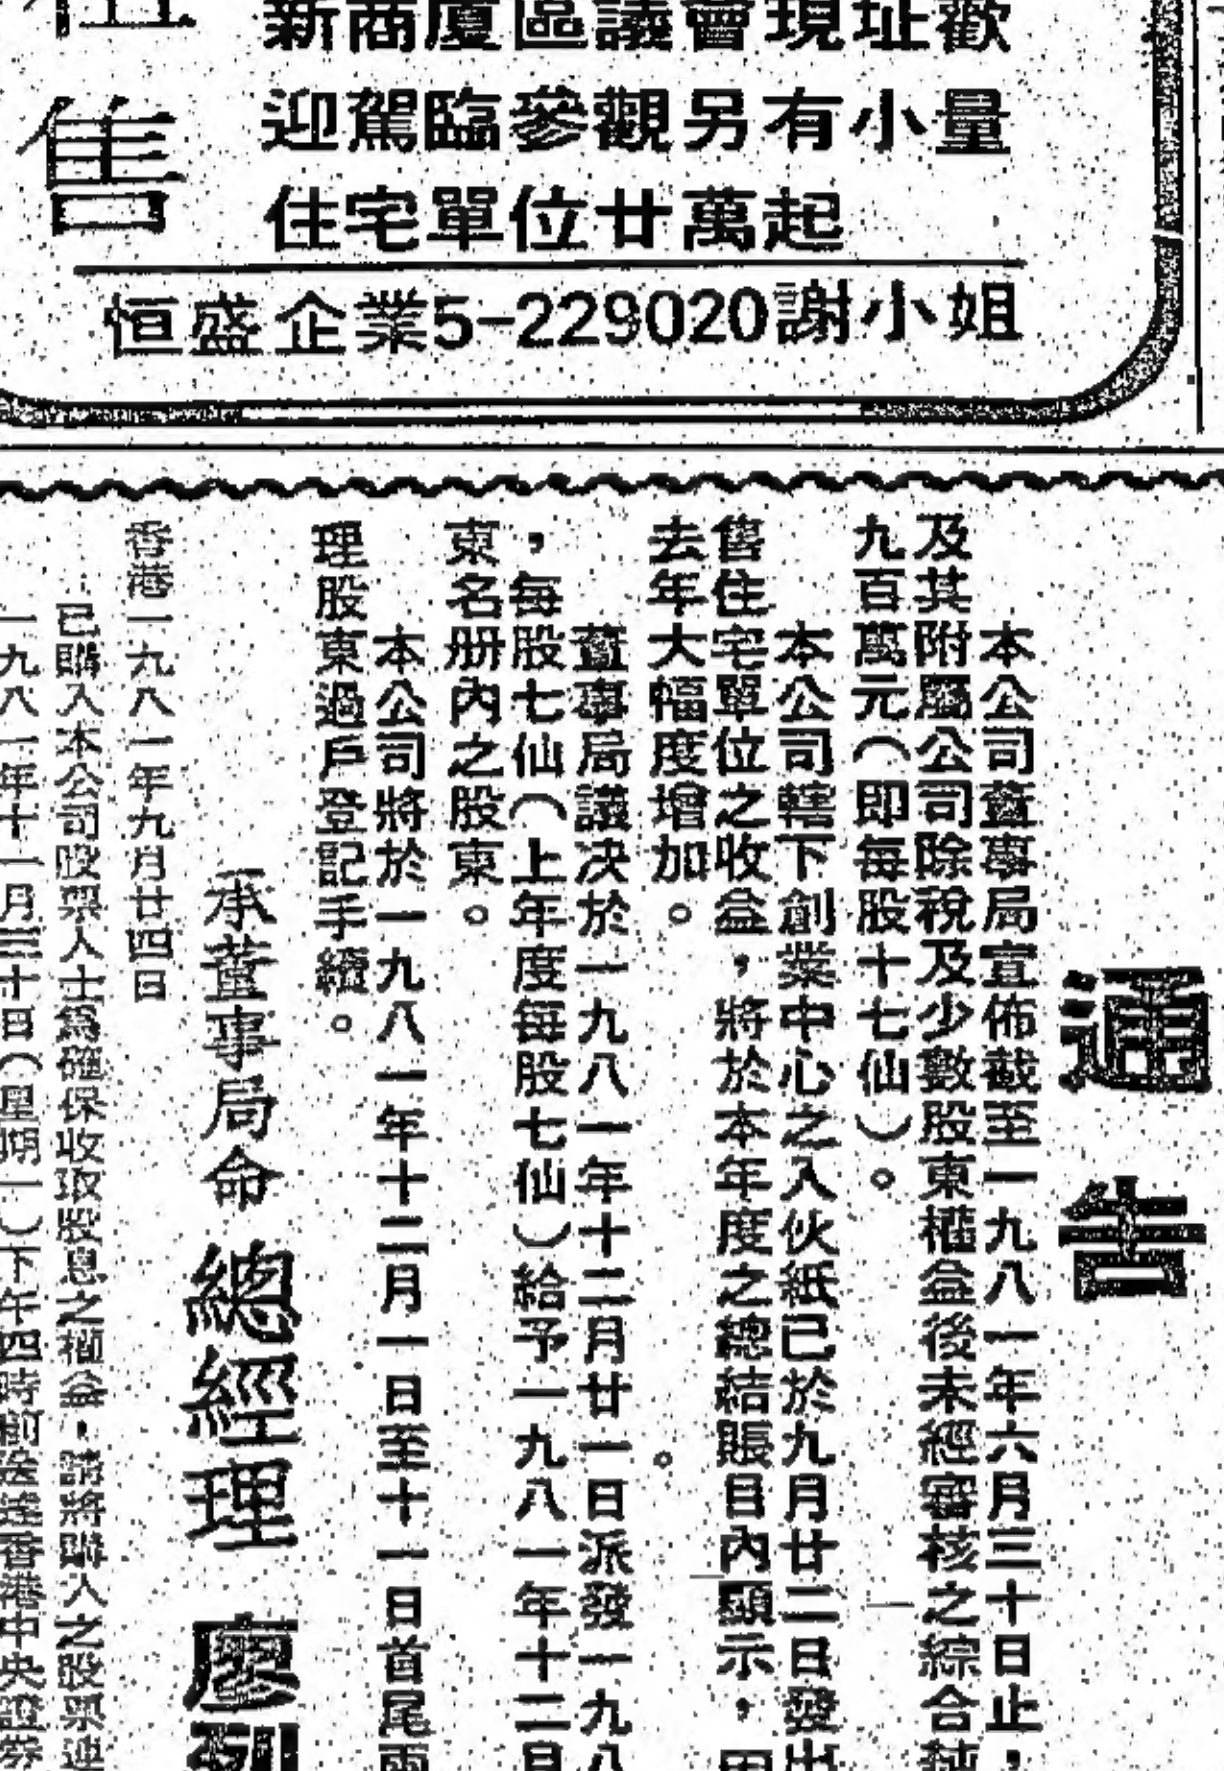 售
新商廈區議會現址歡
迎駕臨參觀另有小量
住宅單位廿萬起
恒盛企業5-229020謝小姐
通告
本公司董事局宣佈截至一九八一年六月三十日止，
及其附屬公司除稅及少數股東權益後未經審核之綜合純
九百萬元（即每股十七仙）。
本公司轄下創業中心之入伙紙已於九月廿二日發出
售住宅單位之收益，將於本年度之總結賬目內顯示，
去年大幅度增加。
董事局議决於一九八一年十二月廿一日派發一九八
，每股七仙（上年度每股七仙）給予一九八一年十二
東名册內之股東。
本公司將於一九八一年十二月一日至十一日首尾兩
理股東過戶登記手續。
承董事局命
總經理
廖烈
香港一九八一年九月廿四日
已購入本公司股票人士為確保收取股息之權益，請將購入之股票連
一九八一年十一月三十日（星期一）下午四時前送達香港中央證券